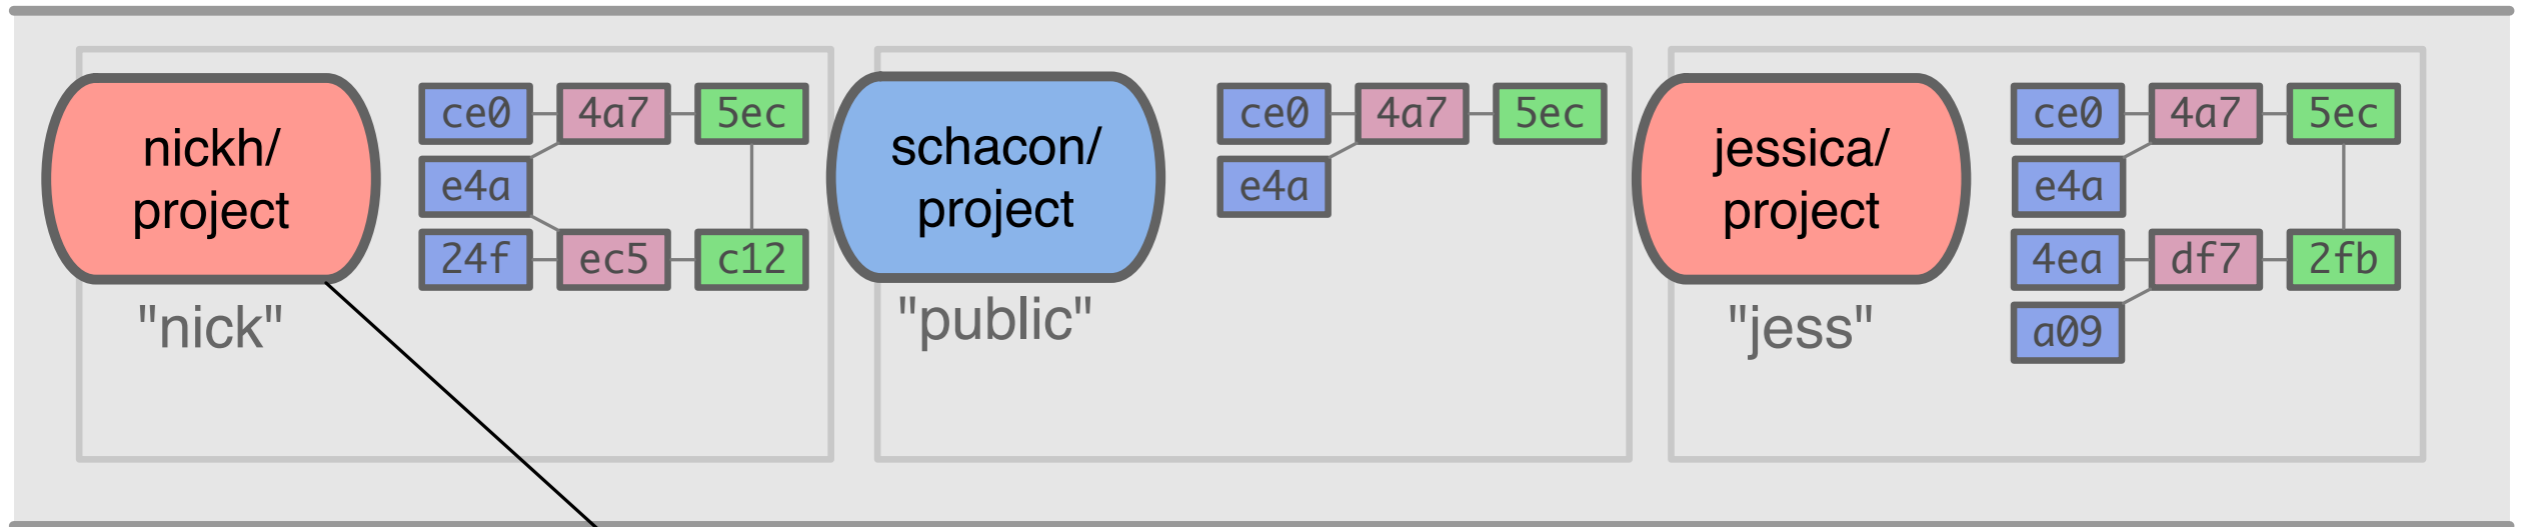 nickh/
project
"nick"
ce0 4a7 5ec
e4a
24f ec5 c12
schacon/
project
"public"
ce0 4a7 5ec
e4a
jessica/
project
"jess"
ce0 4a7 5ec
e4a
4ea df7 2fb
a09